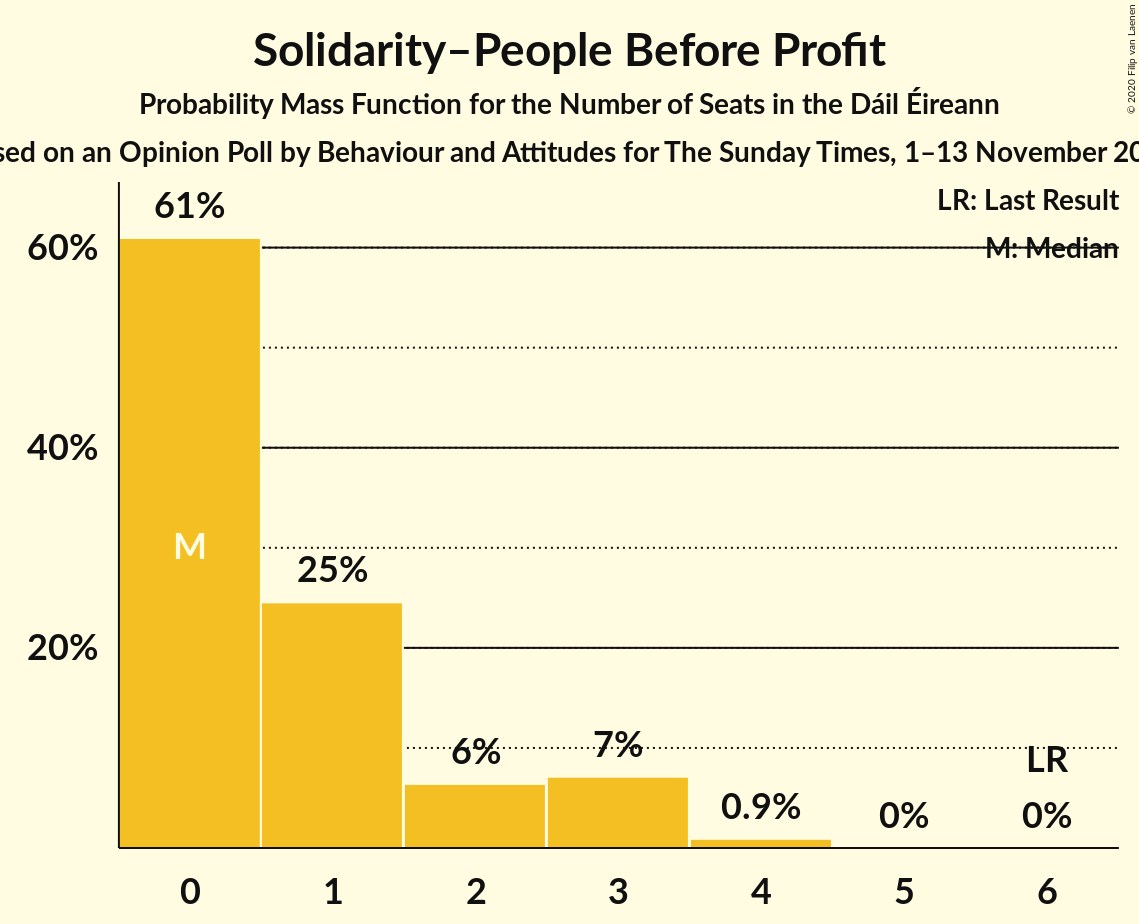 Solidarity–People Before Profit
Probability Mass Function for the Number of Seats in the Dáil Éireann
on an Opinion Poll by Behaviour and Attitudes for The Sunday Times, 1–13 November
© 2020 Filip van Laenen
LR: Last Result
M: Median
61%
60%
40%
M
25%
20%
6%
7%
LR
0.9%
0%
0%
0 1 2 3 4 5 6